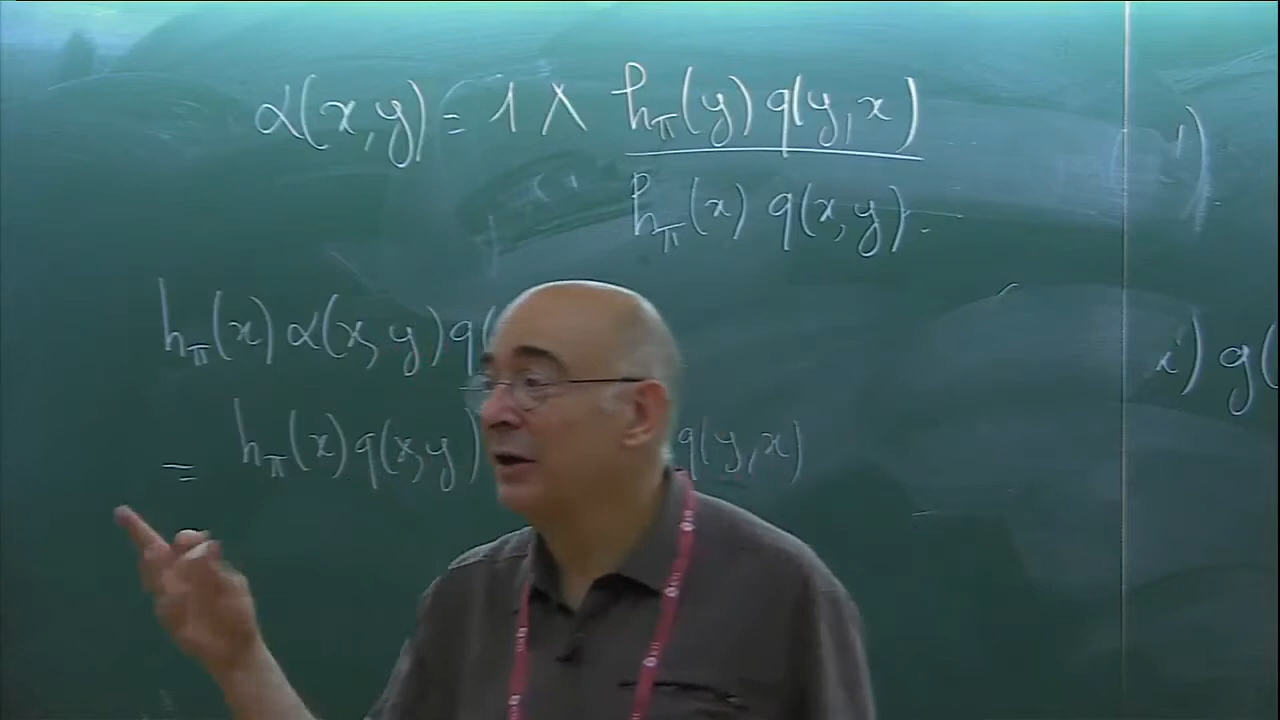 α(x,y) = 1 ∧ h_π(y) q(y,x)
h_π(x) q(x,y).
h_π(x) α(x,y) q(
= h_π(x) q(x,y) q(y,x)
i)
i) g(